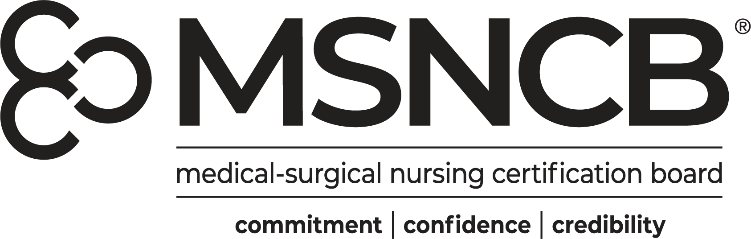 MSNCB®
medical-surgical nursing certification board
commitment | confidence | credibility